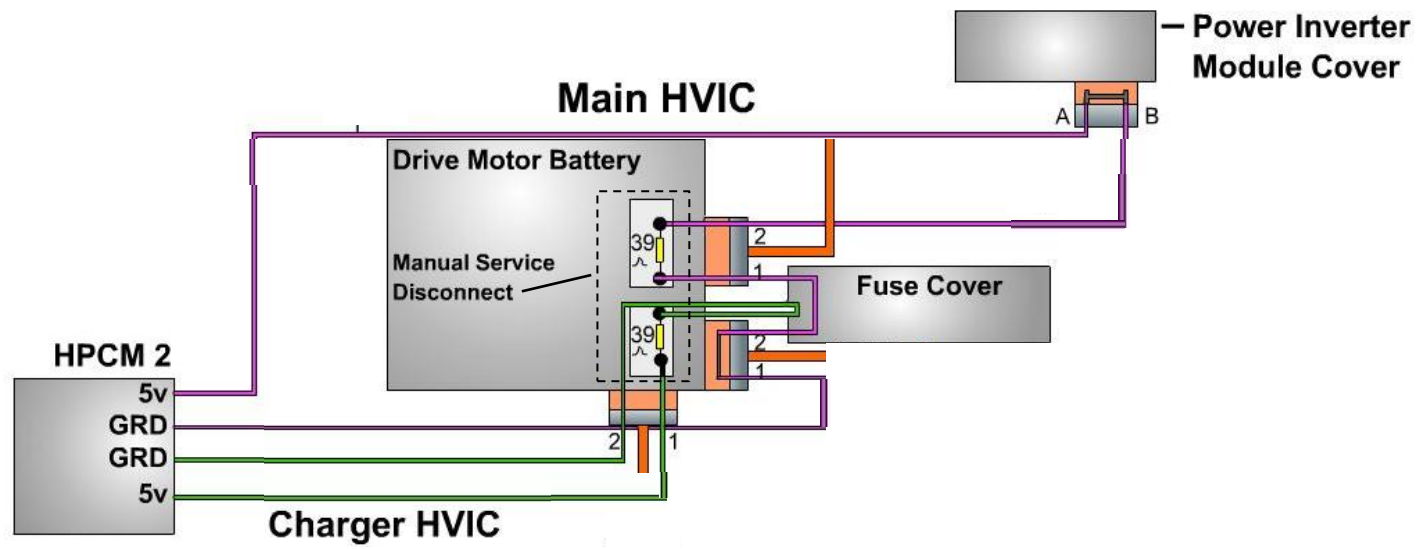 Power Inverter
Module Cover
Main HVIC
A
B
Drive Motor Battery
2
39
Manual Service
Disconnect
1
Fuse Cover
39
2
1
HPCM 2
5v
GRD
GRD
5v
2
1
Charger HVIC